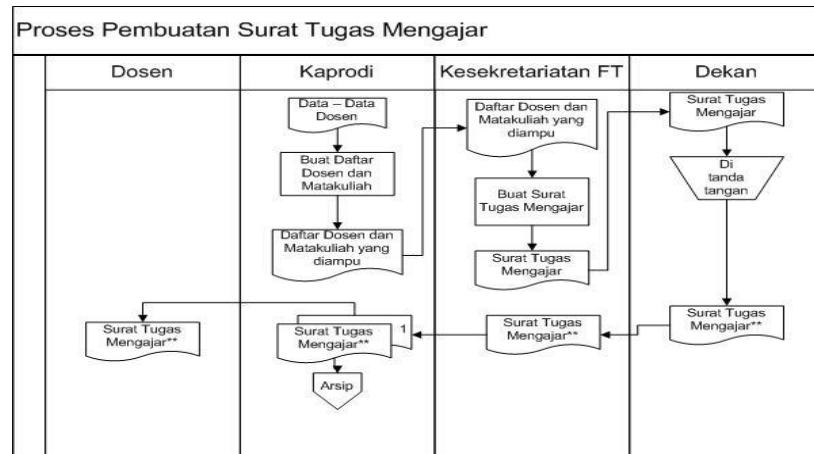 Proses Pembuatan Surat Tugas Mengajar
Dosen
Kaprodi
Kesekretariatan FT
Dekan
Data – Data
Dosen
Buat Daftar
Dosen dan
Matakuliah
Daftar Dosen dan
Matakuliah yang
diampu
Daftar Dosen dan
Matakuliah yang
diampu
Buat Surat
Tugas Mengajar
Surat Tugas
Mengajar
Surat Tugas
Mengajar
Di
tanda
tangan
Surat Tugas
Mengajar**
Surat Tugas
Mengajar**
1
Surat Tugas
Mengajar**
Arsip
Surat Tugas
Mengajar**